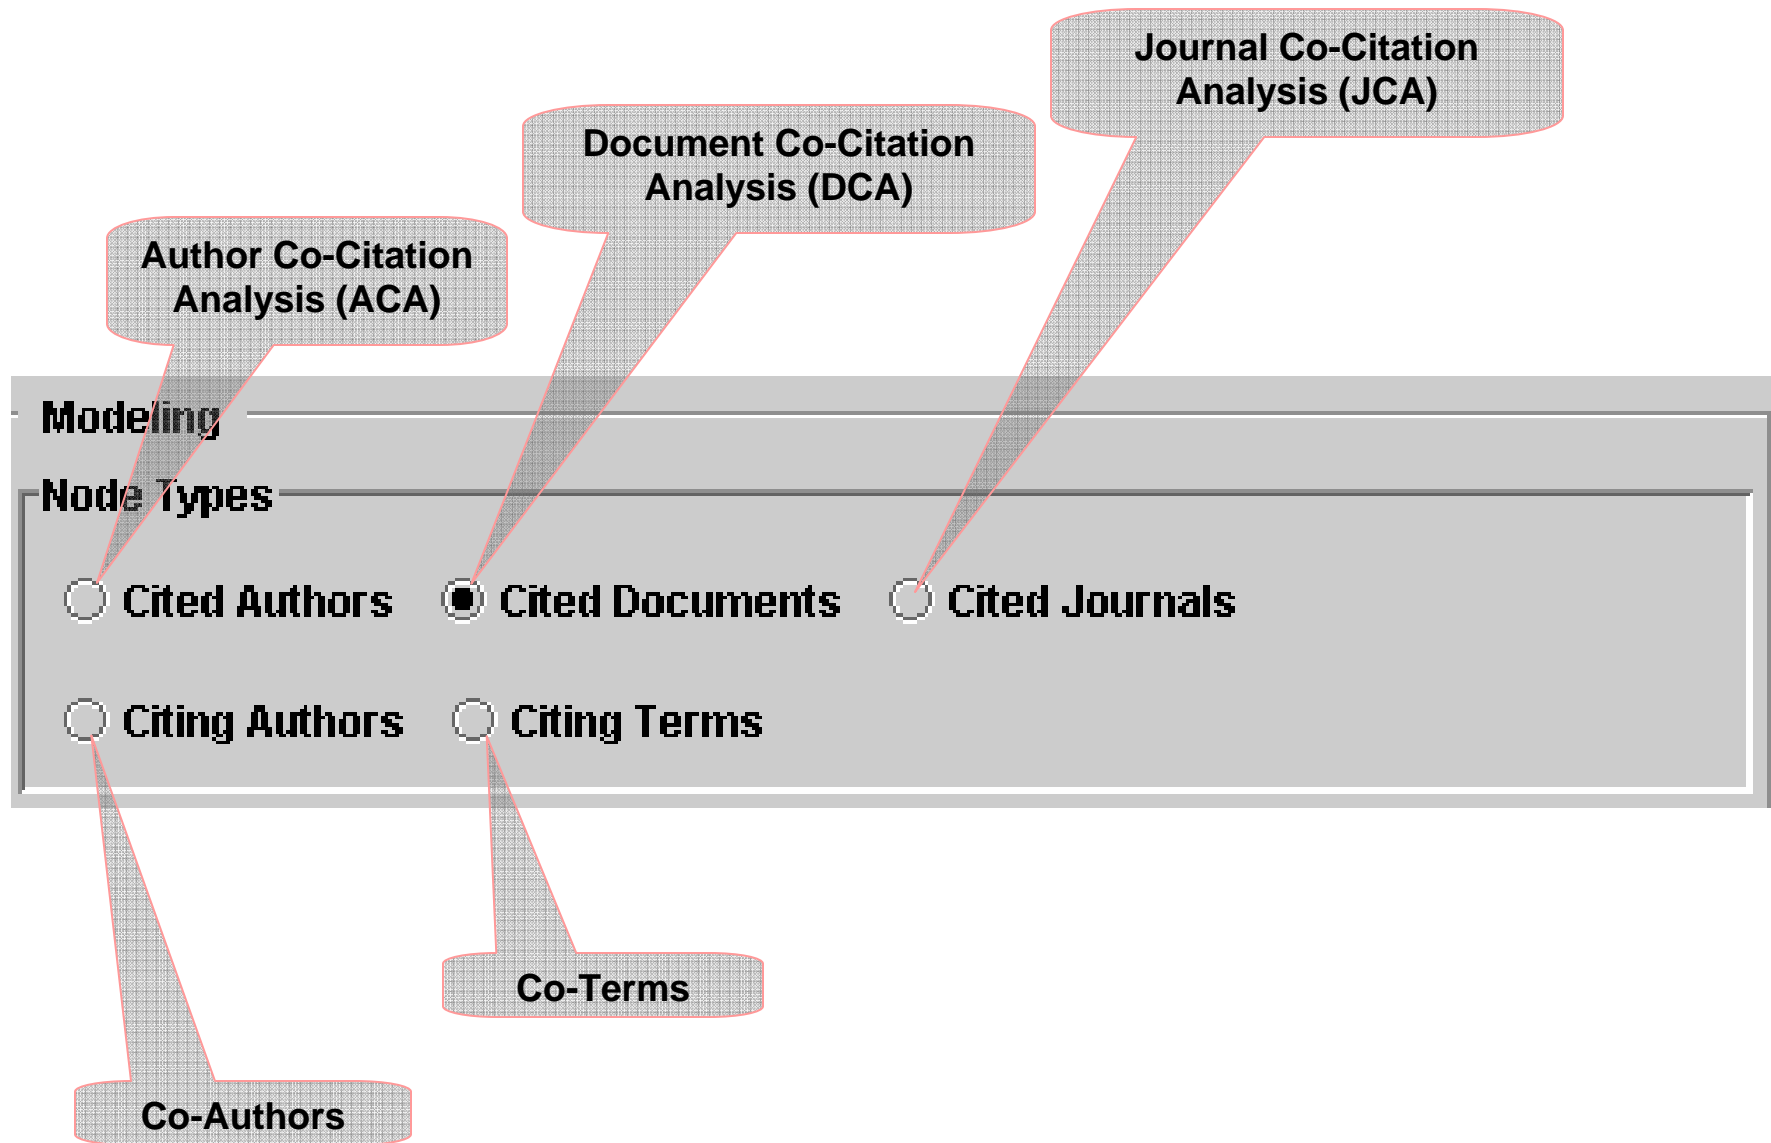 Journal Co-Citation
Analysis (JCA)
Document Co-Citation
Analysis (DCA)
Author Co-Citation
Analysis (ACA)
Modeling
Node Types
Cited Authors Cited Documents Cited Journals
Citing Authors Citing Terms
Co-Terms
Co-Authors